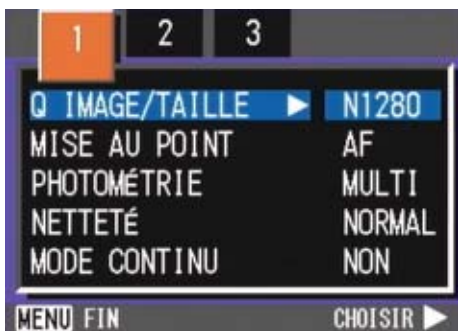 1 2 3
Q IMAGE/TAILLE ▶ N1280
MISE AU POINT AF
PHOTOMÉTRIE MULTI
NETTETÉ NORMAL
MODE CONTINU NON
MENU FIN CHOISIR ▶